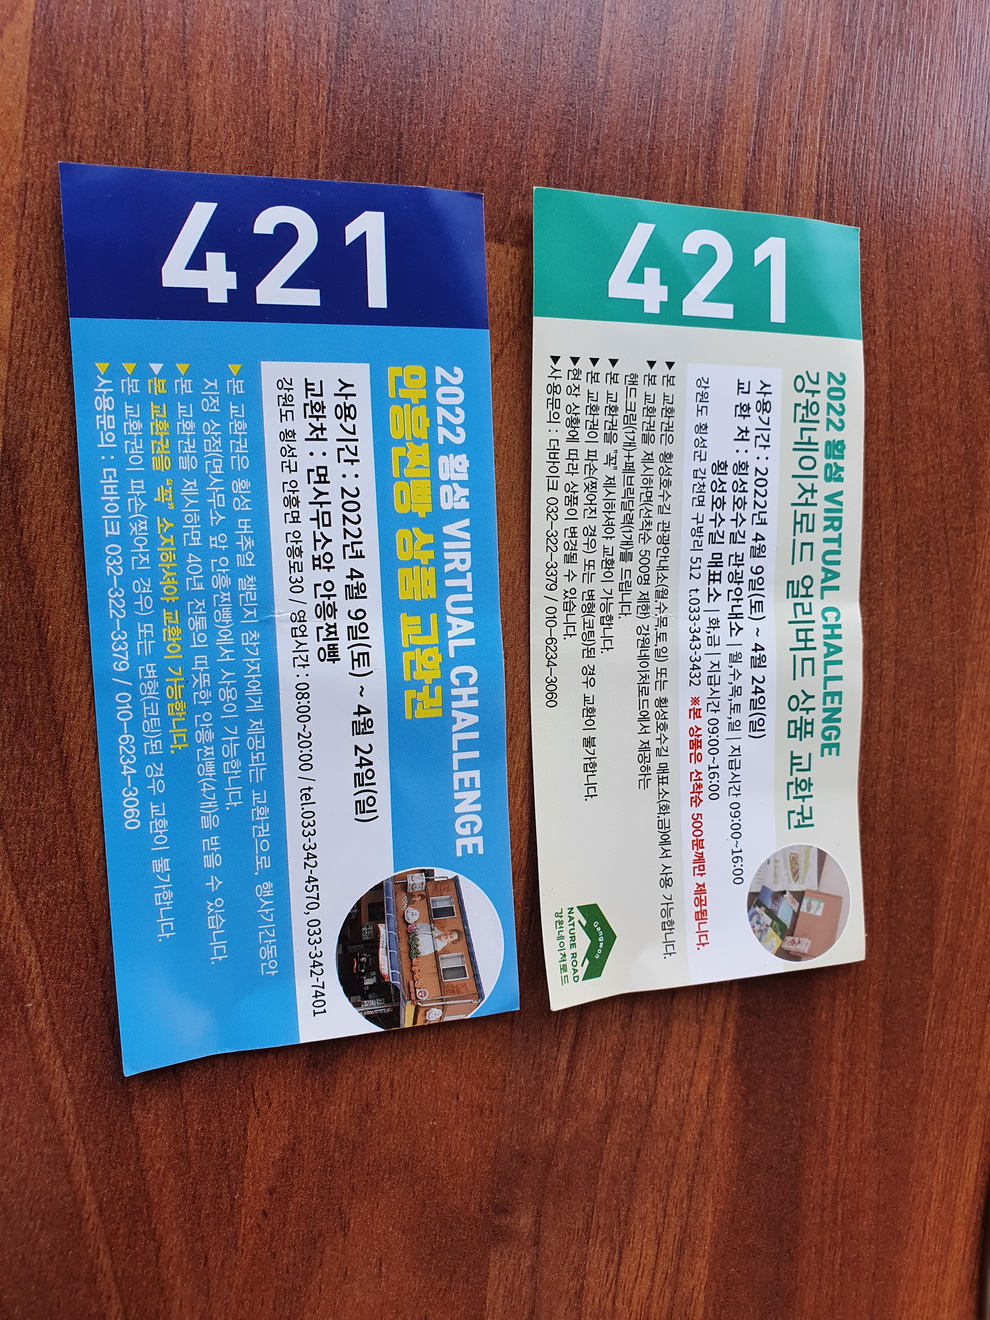 421
2022 횡성 VIRTUAL CHALLENGE
안흥찐빵 상품 교환권
사용기간 : 2022년 4월 9일(토) ~ 4월 24일(일)
교환처 : 면사무소앞 안흥찐빵
강원도 횡성군 안흥면 안흥로30 / 영업시간 : 08:00~20:00 / tel.033-342-4570, 033-342-7401
▶본 교환권은 횡성 버추얼 챌린지 참가자에게 제공되는 교환권으로, 행사기간동안
지정 상점(면사무소 앞 안흥찐빵)에서 사용이 가능합니다.
▶본 교환권을 제시하면 40년 전통의 따뜻한 안흥찐빵(4개)을 받을 수 있습니다.
▶본 교환권을 "꼭" 소지하셔야 교환이 가능합니다.
▶본 교환권이 파손(찢어진 경우) 또는 변형(코팅)된 경우 교환이 불가합니다.
▶사용문의 : 더바이크 032-322-3379 / 010-6234-3060
421
2022 횡성 VIRTUAL CHALLENGE
강원네이처로드 얼리버드 상품 교환권
사용기간 : 2022년 4월 9일(토) ~ 4월 24일(일)
교 환 처 : 횡성호수길 관광안내소 | 월,수,목,토,일 | 지급시간 09:00~16:00
횡성호수길 매표소 | 화,금 | 지급시간 09:00~16:00
강원도 횡성군 갑천면 구방리 512 t.033-343-3432 ※본 상품은 선착순 500분께만 제공됩니다.
▶본 교환권은 횡성호수길 관광안내소(월,수,목,토,일) 또는 횡성호수길 매표소(화,금)에서 사용 가능합니다.
▶본 교환권을 제시하면(선착순 500명 제한) 강원네이처로드에서 제공하는
핸드크림(1개)+패브릭달력(1개)를 드립니다.
▶본 교환권을 "꼭" 제시하셔야 교환이 가능합니다.
▶본 교환권이 파손(찢어진 경우) 또는 변형(코팅)된 경우 교환이 불가합니다.
▶현장 상황에 따라 상품이 변경될 수 있습니다.
▶사용문의 : 더바이크 032-322-3379 / 010-6234-3060
Gangwon
NATURE ROAD
강원네이처로드